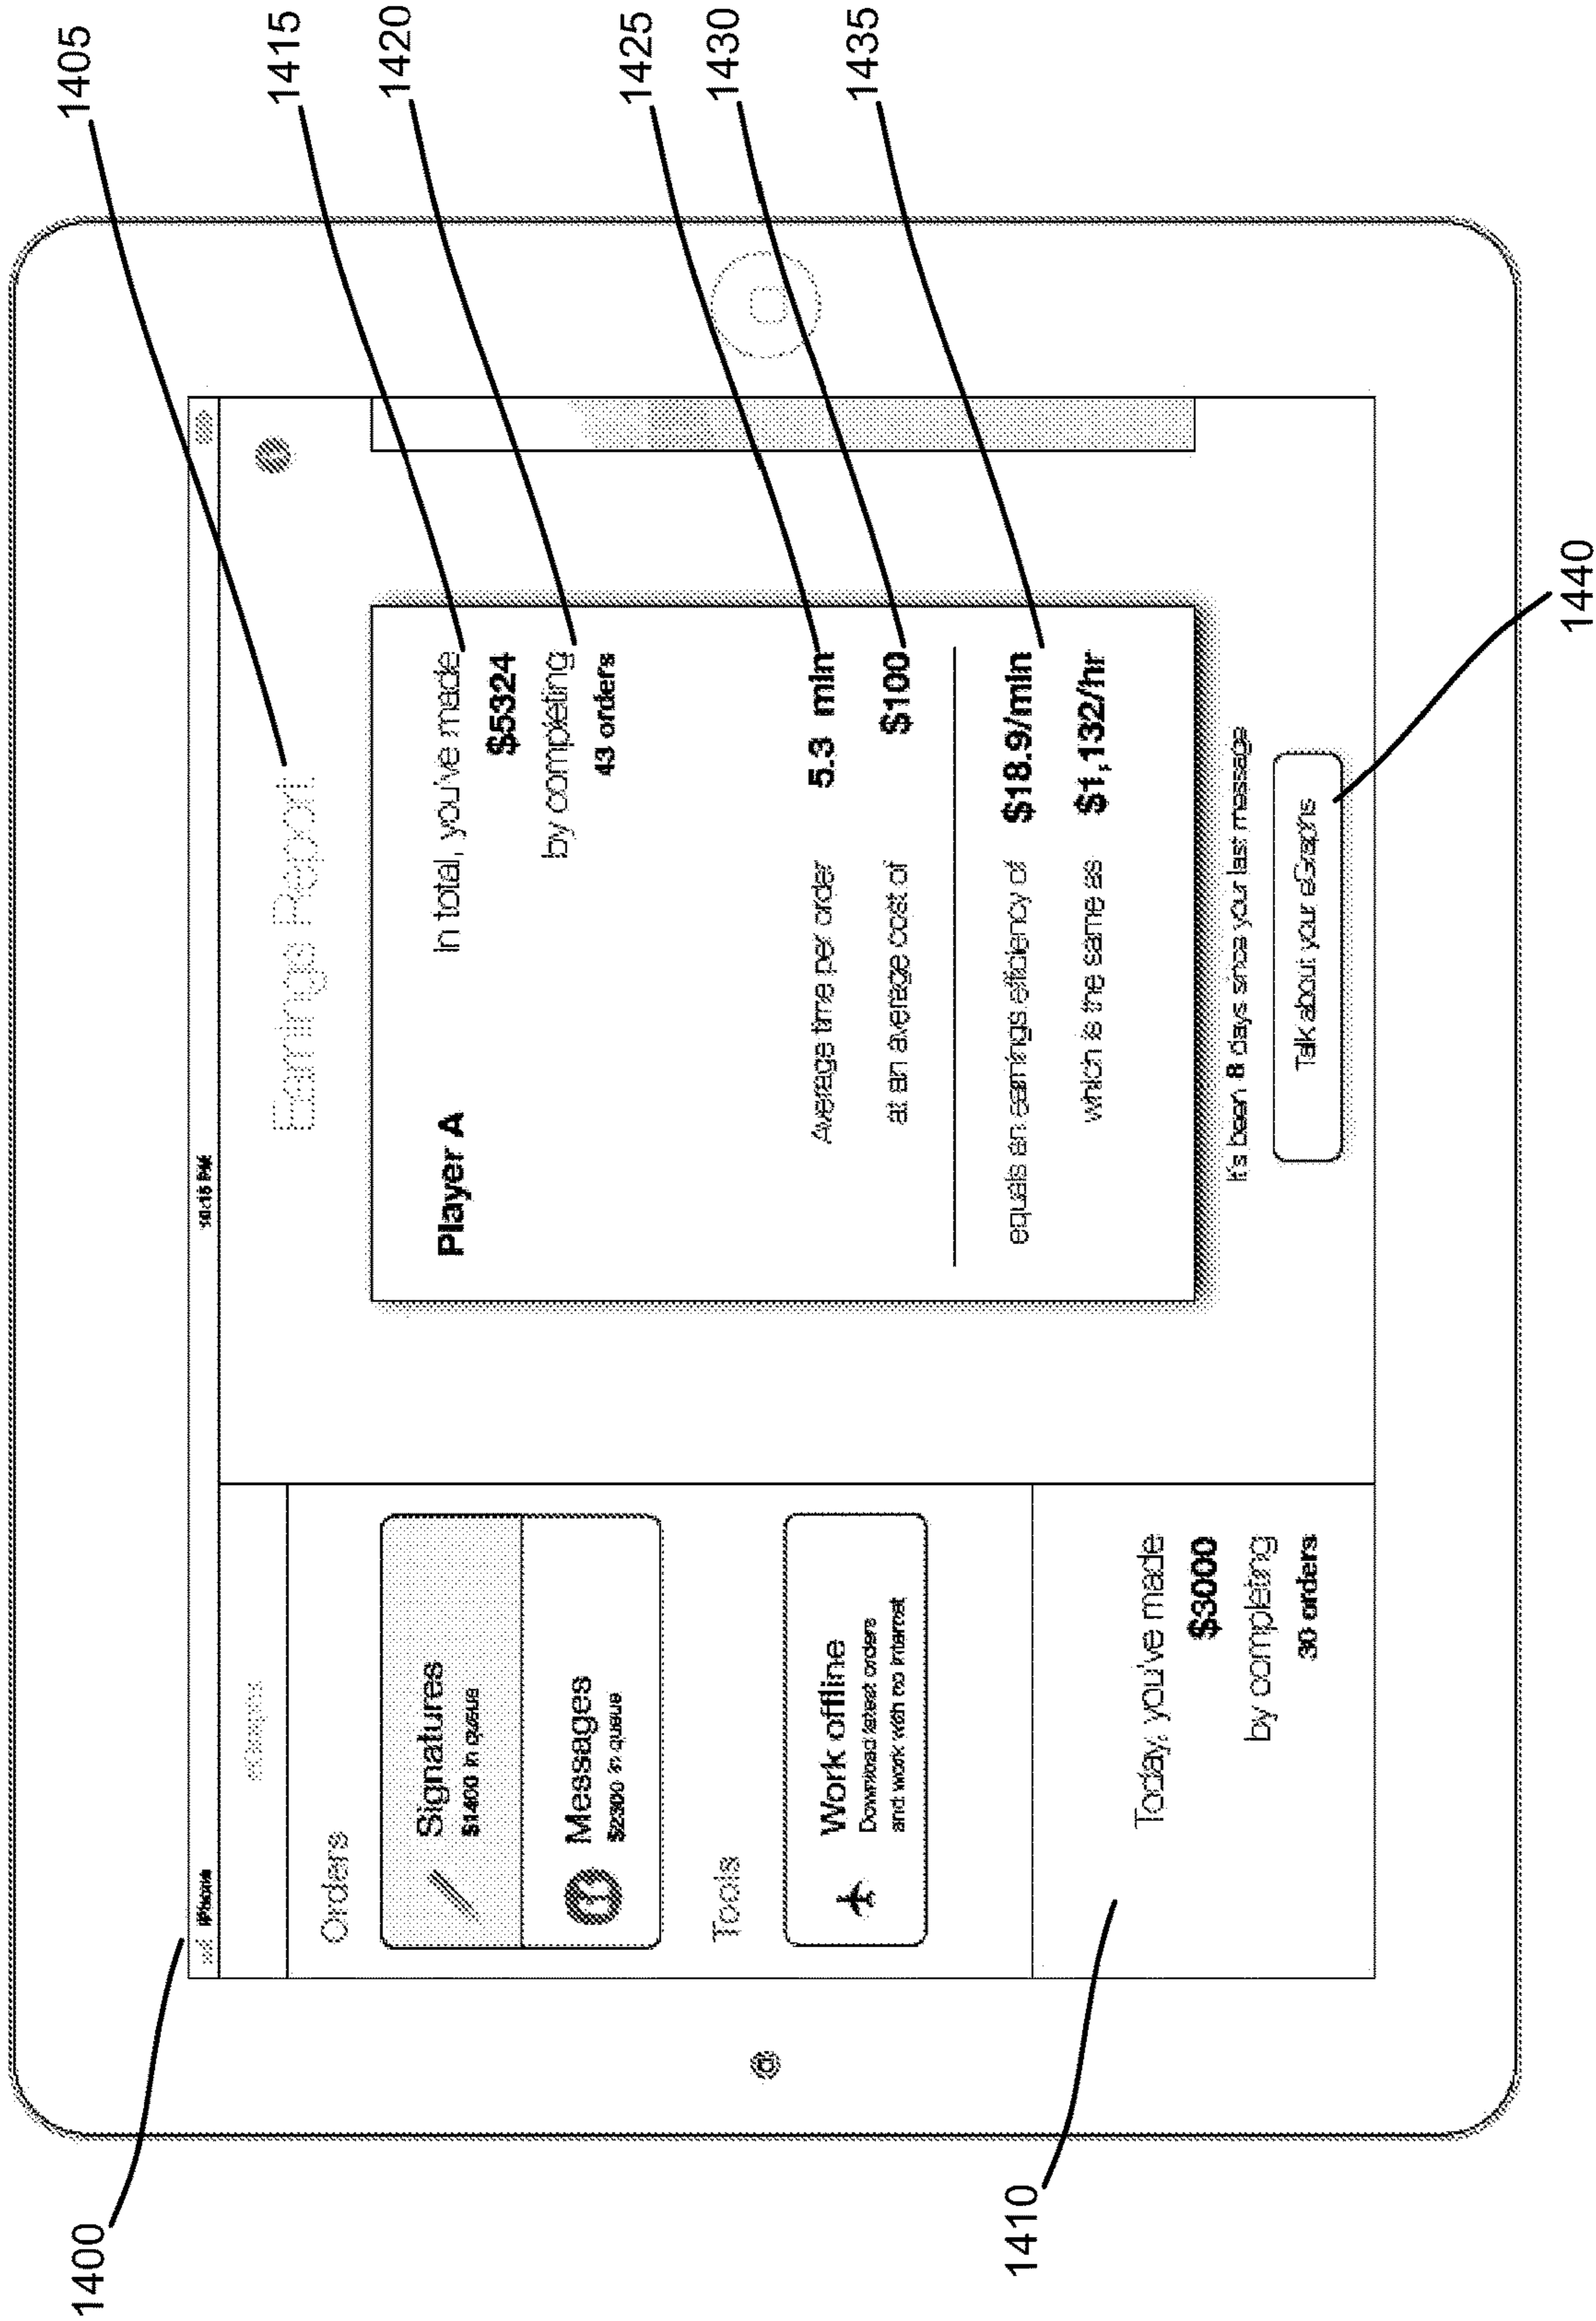 1405
1415
1420
1425
1430
1435
1440
1400
1410
iPhone
10:15 PM
Orders
Signatures
$1400 in queue
Messages
$2300 in queue
Tools
Work offline
Download latest orders
and work with no internet
Today, you've made
$3000
by completing
30 orders
Earnings Report
Player A
In total, you've made
$5324
by completing
43 orders
Average time per order 5.3 min
at an average cost of $100
equals an earnings efficiency of $18.9/min
which is the same as $1,132/hr
It's been 8 days since your last message
Talk about your eGraphs